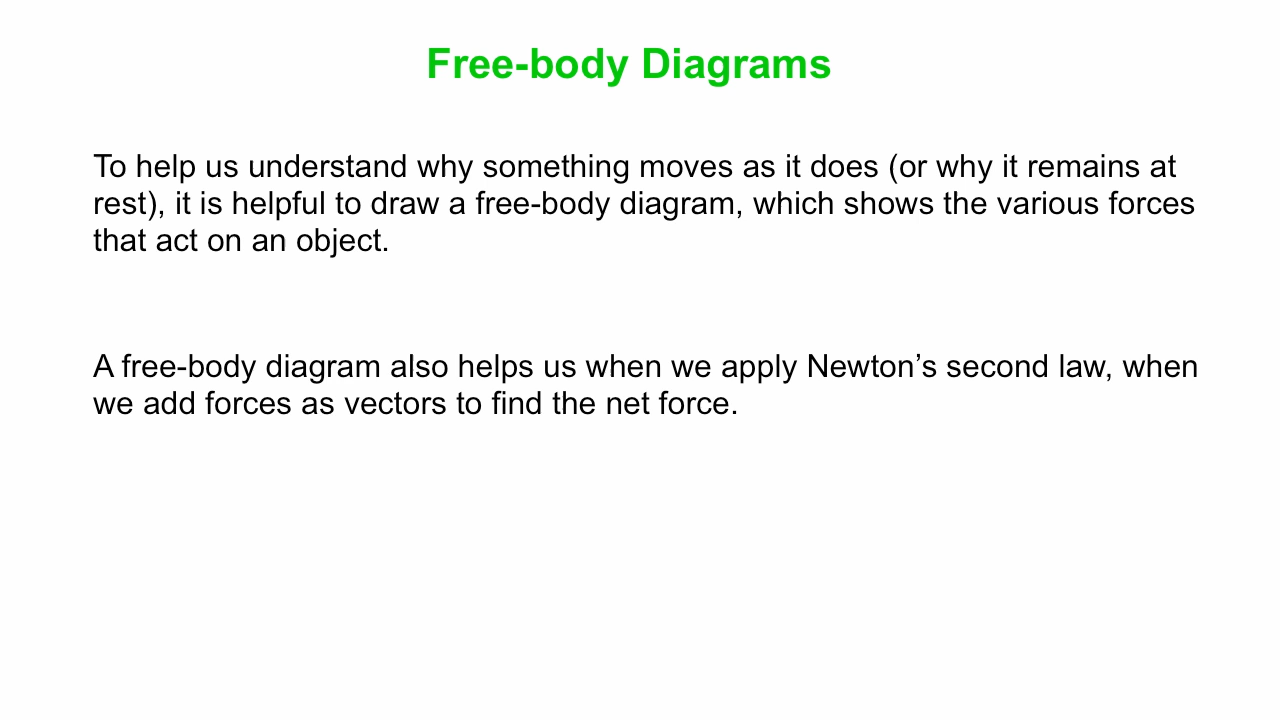 Free-body Diagrams
To help us understand why something moves as it does (or why it remains at
rest), it is helpful to draw a free-body diagram, which shows the various forces
that act on an object.
A free-body diagram also helps us when we apply Newton’s second law, when
we add forces as vectors to find the net force.